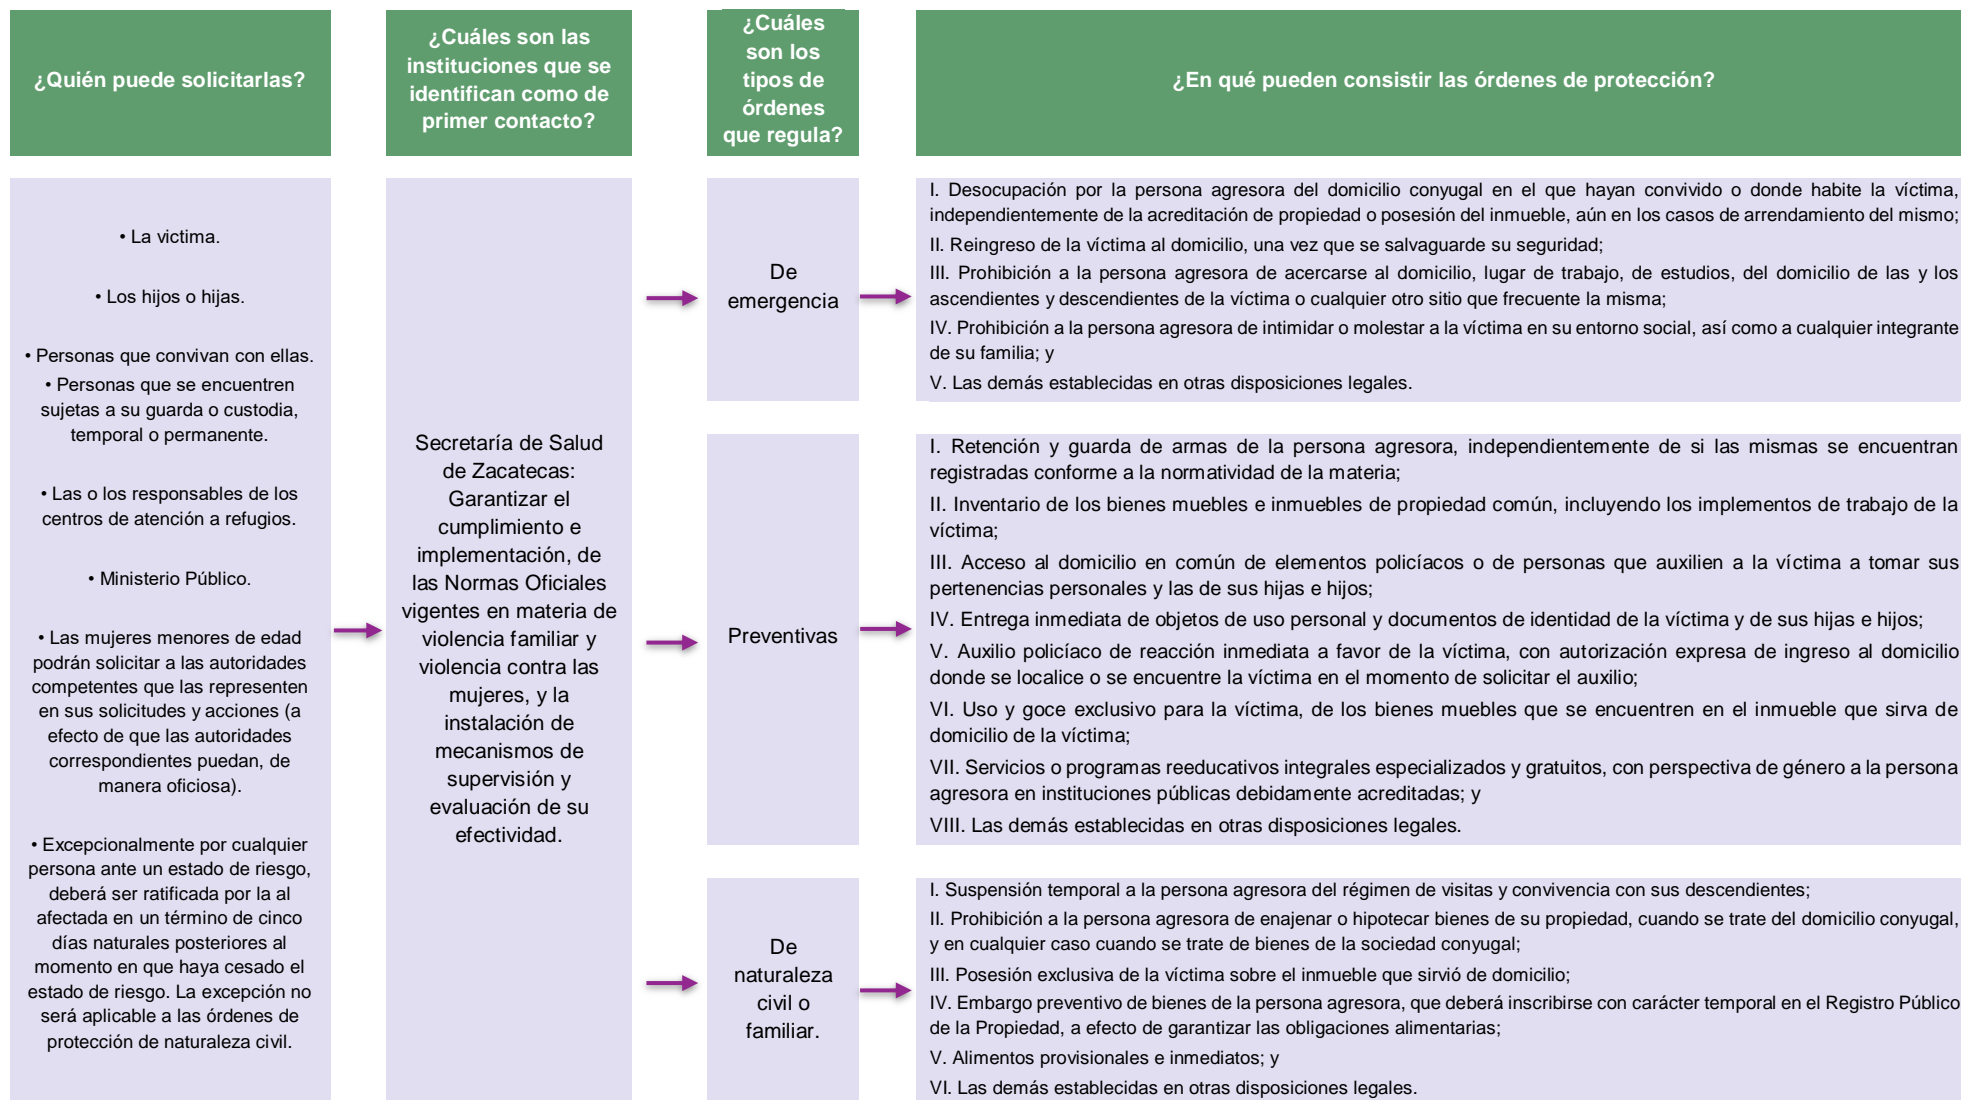 ¿Quién puede solicitarlas?
¿Cuáles son las
instituciones que se
identifican como de
primer contacto?
¿Cuáles
son los
tipos de
órdenes
que regula?
¿En qué pueden consistir las órdenes de protección?
• La victima.
• Los hijos o hijas.
• Personas que convivan con ellas.
• Personas que se encuentren
sujetas a su guarda o custodia,
temporal o permanente.
• Las o los responsables de los
centros de atención a refugios.
• Ministerio Público.
• Las mujeres menores de edad
podrán solicitar a las autoridades
competentes que las representen
en sus solicitudes y acciones (a
efecto de que las autoridades
correspondientes puedan, de
manera oficiosa).
• Excepcionalmente por cualquier
persona ante un estado de riesgo,
deberá ser ratificada por la al
afectada en un término de cinco
días naturales posteriores al
momento en que haya cesado el
estado de riesgo. La excepción no
será aplicable a las órdenes de
protección de naturaleza civil.
Secretaría de Salud
de Zacatecas:
Garantizar el
cumplimiento e
implementación, de
las Normas Oficiales
vigentes en materia de
violencia familiar y
violencia contra las
mujeres, y la
instalación de
mecanismos de
supervisión y
evaluación de su
efectividad.
De
emergencia
I. Desocupación por la persona agresora del domicilio conyugal en el que hayan convivido o donde habite la víctima,
independientemente de la acreditación de propiedad o posesión del inmueble, aún en los casos de arrendamiento del mismo;
II. Reingreso de la víctima al domicilio, una vez que se salvaguarde su seguridad;
III. Prohibición a la persona agresora de acercarse al domicilio, lugar de trabajo, de estudios, del domicilio de las y los
ascendientes y descendientes de la víctima o cualquier otro sitio que frecuente la misma;
IV. Prohibición a la persona agresora de intimidar o molestar a la víctima en su entorno social, así como a cualquier integrante
de su familia; y
V. Las demás establecidas en otras disposiciones legales.
Preventivas
I. Retención y guarda de armas de la persona agresora, independientemente de si las mismas se encuentran
registradas conforme a la normatividad de la materia;
II. Inventario de los bienes muebles e inmuebles de propiedad común, incluyendo los implementos de trabajo de la
víctima;
III. Acceso al domicilio en común de elementos policíacos o de personas que auxilien a la víctima a tomar sus
pertenencias personales y las de sus hijas e hijos;
IV. Entrega inmediata de objetos de uso personal y documentos de identidad de la víctima y de sus hijas e hijos;
V. Auxilio policíaco de reacción inmediata a favor de la víctima, con autorización expresa de ingreso al domicilio
donde se localice o se encuentre la víctima en el momento de solicitar el auxilio;
VI. Uso y goce exclusivo para la víctima, de los bienes muebles que se encuentren en el inmueble que sirva de
domicilio de la víctima;
VII. Servicios o programas reeducativos integrales especializados y gratuitos, con perspectiva de género a la persona
agresora en instituciones públicas debidamente acreditadas; y
VIII. Las demás establecidas en otras disposiciones legales.
De
naturaleza
civil o
familiar.
I. Suspensión temporal a la persona agresora del régimen de visitas y convivencia con sus descendientes;
II. Prohibición a la persona agresora de enajenar o hipotecar bienes de su propiedad, cuando se trate del domicilio conyugal,
y en cualquier caso cuando se trate de bienes de la sociedad conyugal;
III. Posesión exclusiva de la víctima sobre el inmueble que sirvió de domicilio;
IV. Embargo preventivo de bienes de la persona agresora, que deberá inscribirse con carácter temporal en el Registro Público
de la Propiedad, a efecto de garantizar las obligaciones alimentarias;
V. Alimentos provisionales e inmediatos; y
VI. Las demás establecidas en otras disposiciones legales.